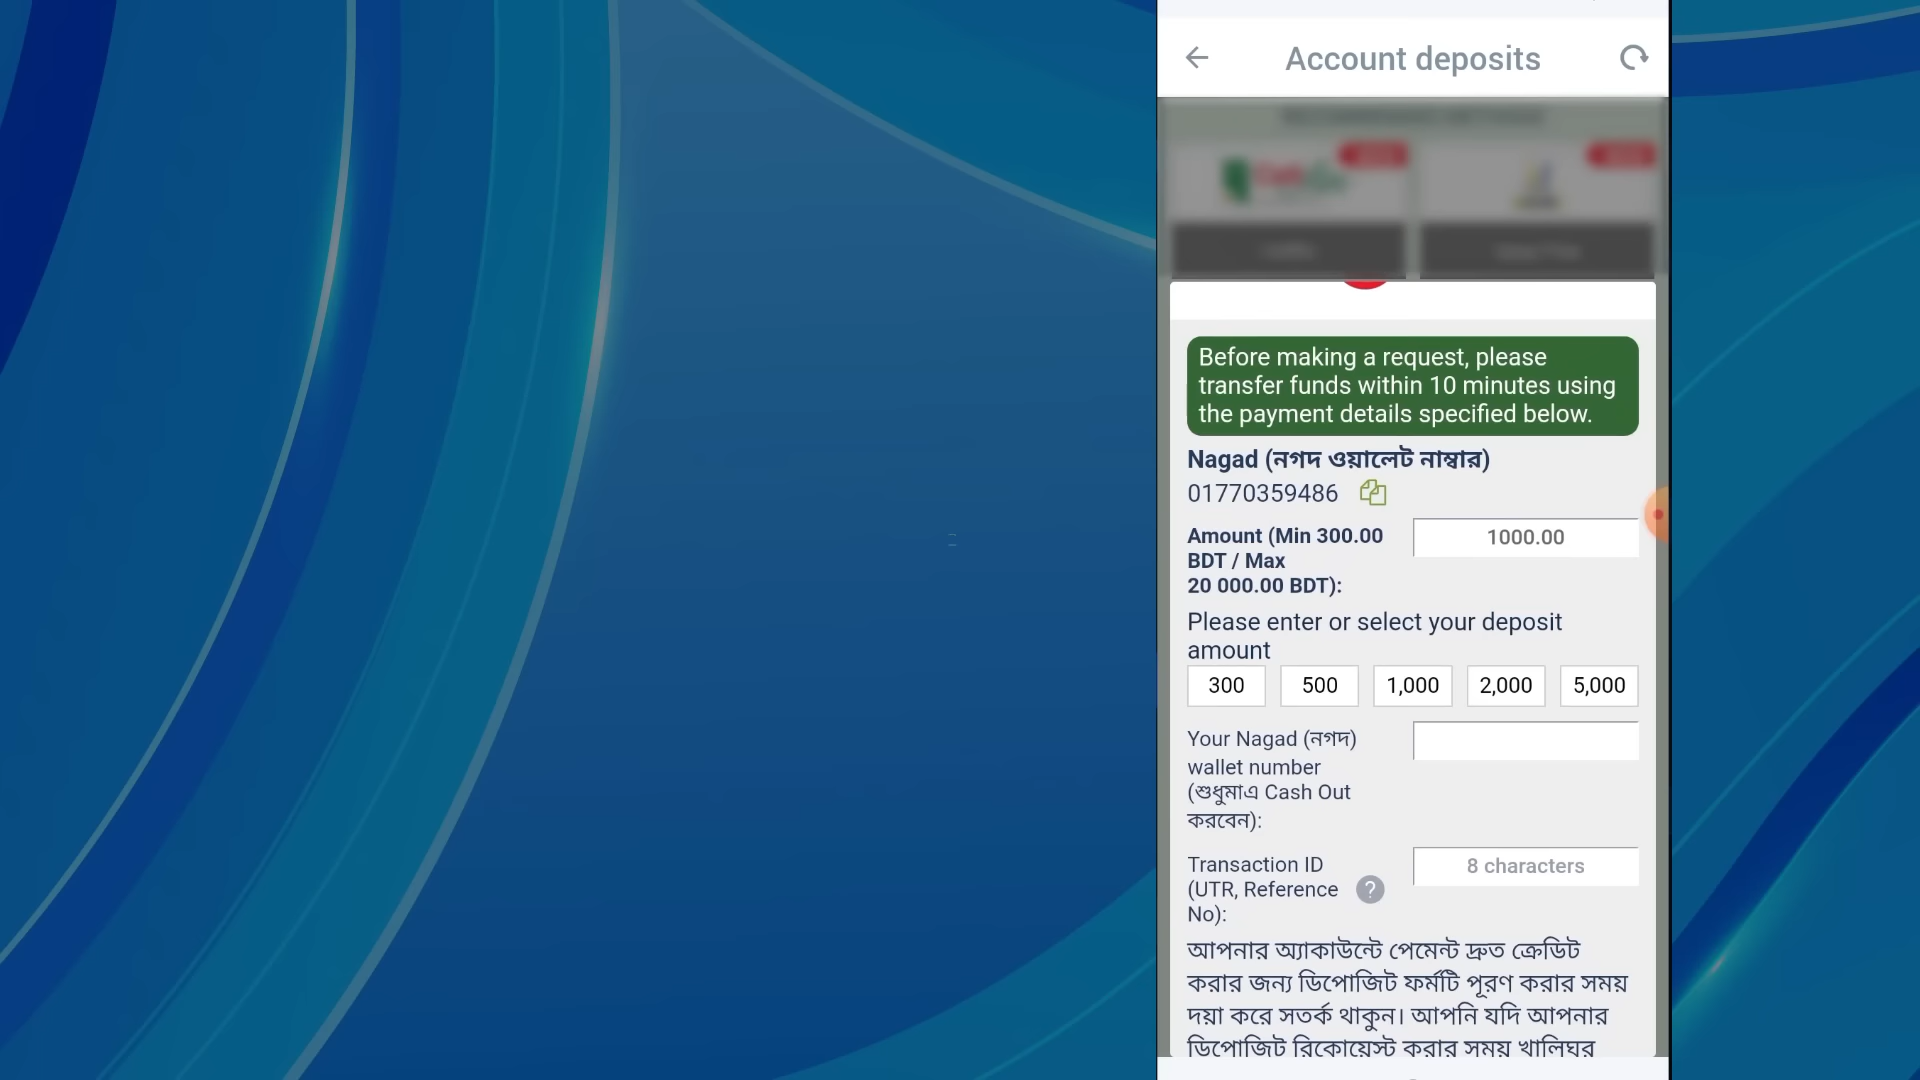 Account deposits
Before making a request, please
transfer funds within 10 minutes using
the payment details specified below.
Nagad (নগদ ওয়ালেট নাম্বার)
01770359486
Amount (Min 300.00
BDT / Max
20 000.00 BDT):
1000.00
Please enter or select your deposit
amount
300 500 1,000 2,000 5,000
Your Nagad (নগদ)
wallet number
(শুধুমাএ Cash Out
করবেন):
Transaction ID
(UTR, Reference
No):
?
8 characters
আপনার অ্যাকাউন্টে পেমেন্ট দ্রুত ক্রেডিট
করার জন্য ডিপোজিট ফর্মটি পূরণ করার সময়
দয়া করে সতর্ক থাকুন। আপনি যদি আপনার
ডিপোজিট রিকোয়েস্ট করার সময় খালিঘর